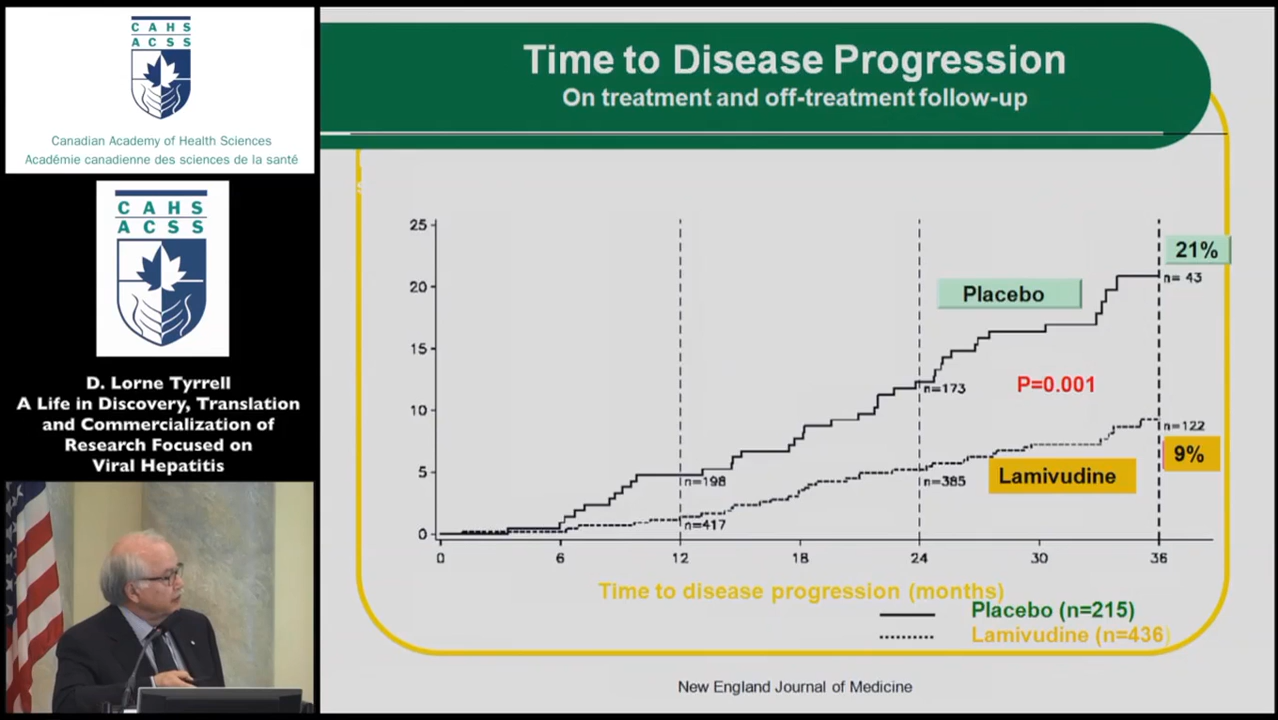 CAHS
ACSS
Canadian Academy of Health Sciences
Académie canadienne des sciences de la santé
CAHS
ACSS
D. Lorne Tyrrell
A Life in Discovery, Translation
and Commercialization of
Research Focused on
Viral Hepatitis
Time to Disease Progression
On treatment and off-treatment follow-up
25
20
15
10
5
0
0
6
12
18
24
30
36
21%
n= 43
Placebo
n=173
P=0.001
n=122
9%
Lamivudine
n=198
n=385
n=417
Time to disease progression (months)
Placebo (n=215)
Lamivudine (n=436)
New England Journal of Medicine